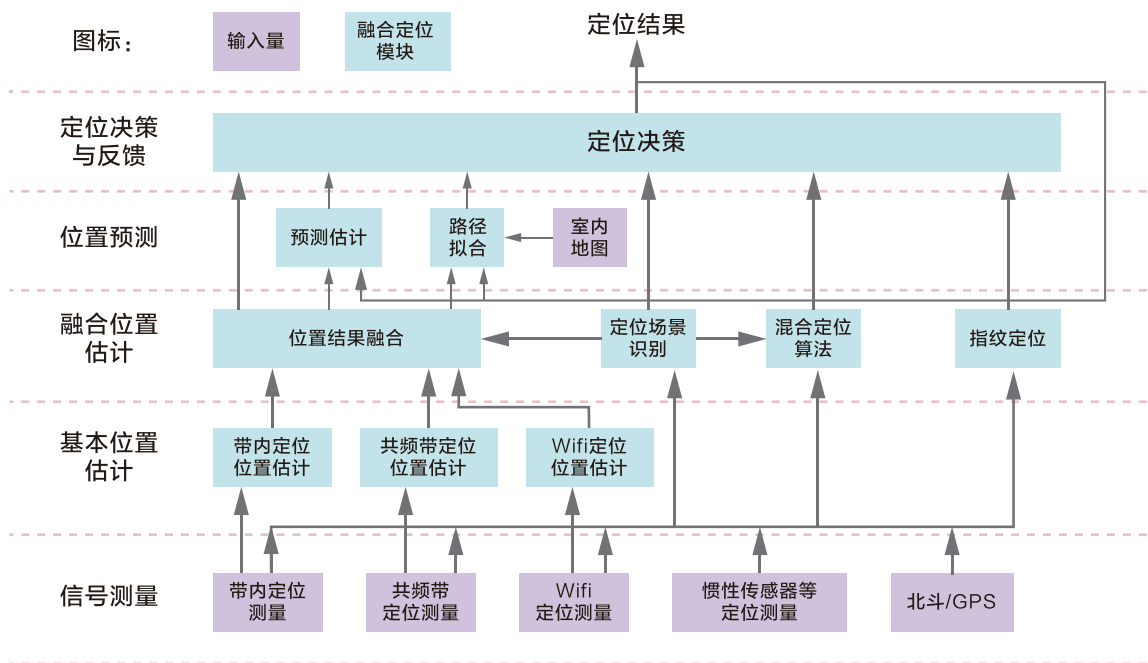 图标：
输入量
融合定位
模块
定位结果
定位决策
与反馈
定位决策
位置预测
预测估计
路径
拟合
室内
地图
融合位置
估计
位置结果融合
定位场景
识别
混合定位
算法
指纹定位
基本位置
估计
带内定位
位置估计
共频带定位
位置估计
Wifi定位
位置估计
信号测量
带内定位
测量
共频带
定位测量
Wifi
定位测量
惯性传感器等
定位测量
北斗/GPS